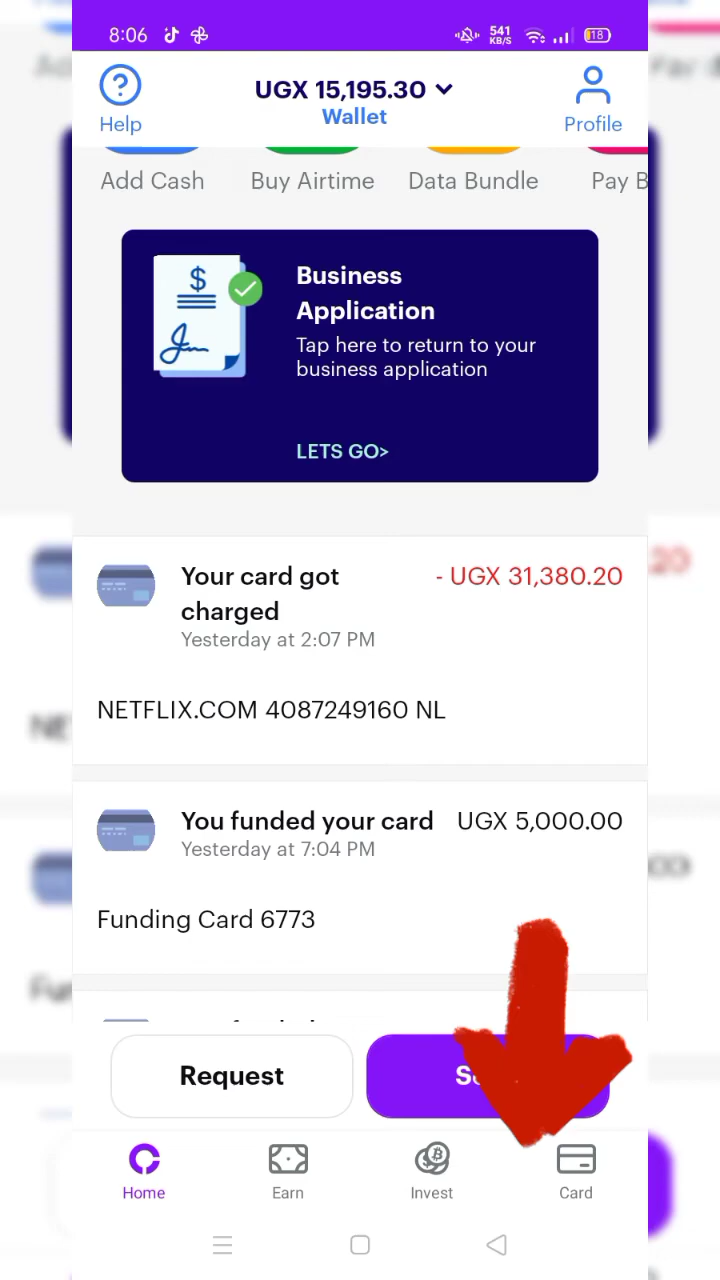 8:06 541 KB/S 18
Help
UGX 15,195.30
Wallet
Profile
Add Cash Buy Airtime Data Bundle Pay B
$
Business
Application
Tap here to return to your
business application
LETS GO>
Your card got - UGX 31,380.20
charged
Yesterday at 2:07 PM
NETFLIX.COM 4087249160 NL
You funded your card UGX 5,000.00
Yesterday at 7:04 PM
Funding Card 6773
Request
Home Earn Invest Card